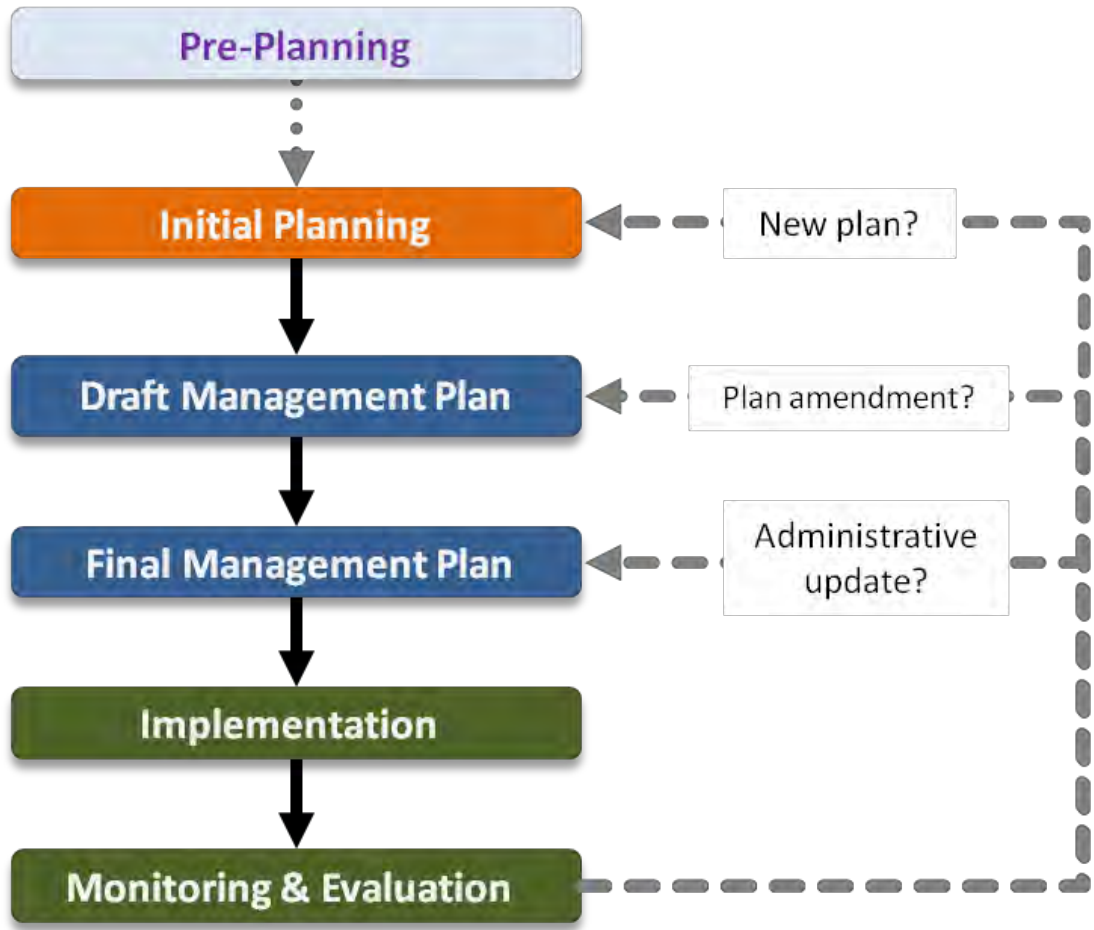 Pre-Planning
Initial Planning
New plan?
Draft Management Plan
Plan amendment?
Final Management Plan
Administrative
update?
Implementation
Monitoring & Evaluation